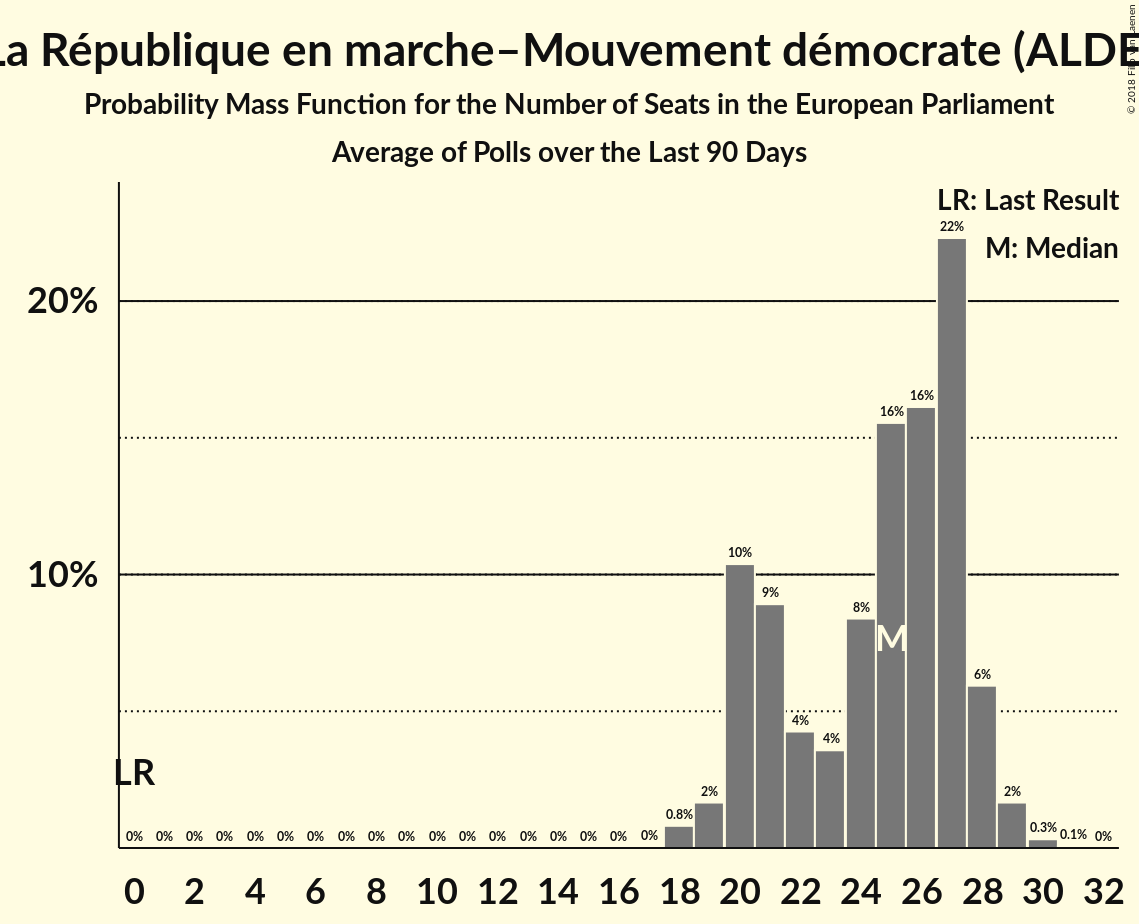 La République en marche–Mouvement démocrate (ALDE
Probability Mass Function for the Number of Seats in the European Parliament
Average of Polls over the Last 90 Days
LR: Last Result
M: Median
22%
20%
16%
16%
10%
10%
9%
8%
M
6%
4%
4%
LR
2%
2%
0.8%
0.3%
0.1%
0% 0% 0% 0% 0% 0% 0% 0% 0% 0% 0% 0% 0% 0% 0% 0% 0% 0% 0%
0 2 4 6 8 10 12 14 16 18 20 22 24 26 28 30 32
© 2018